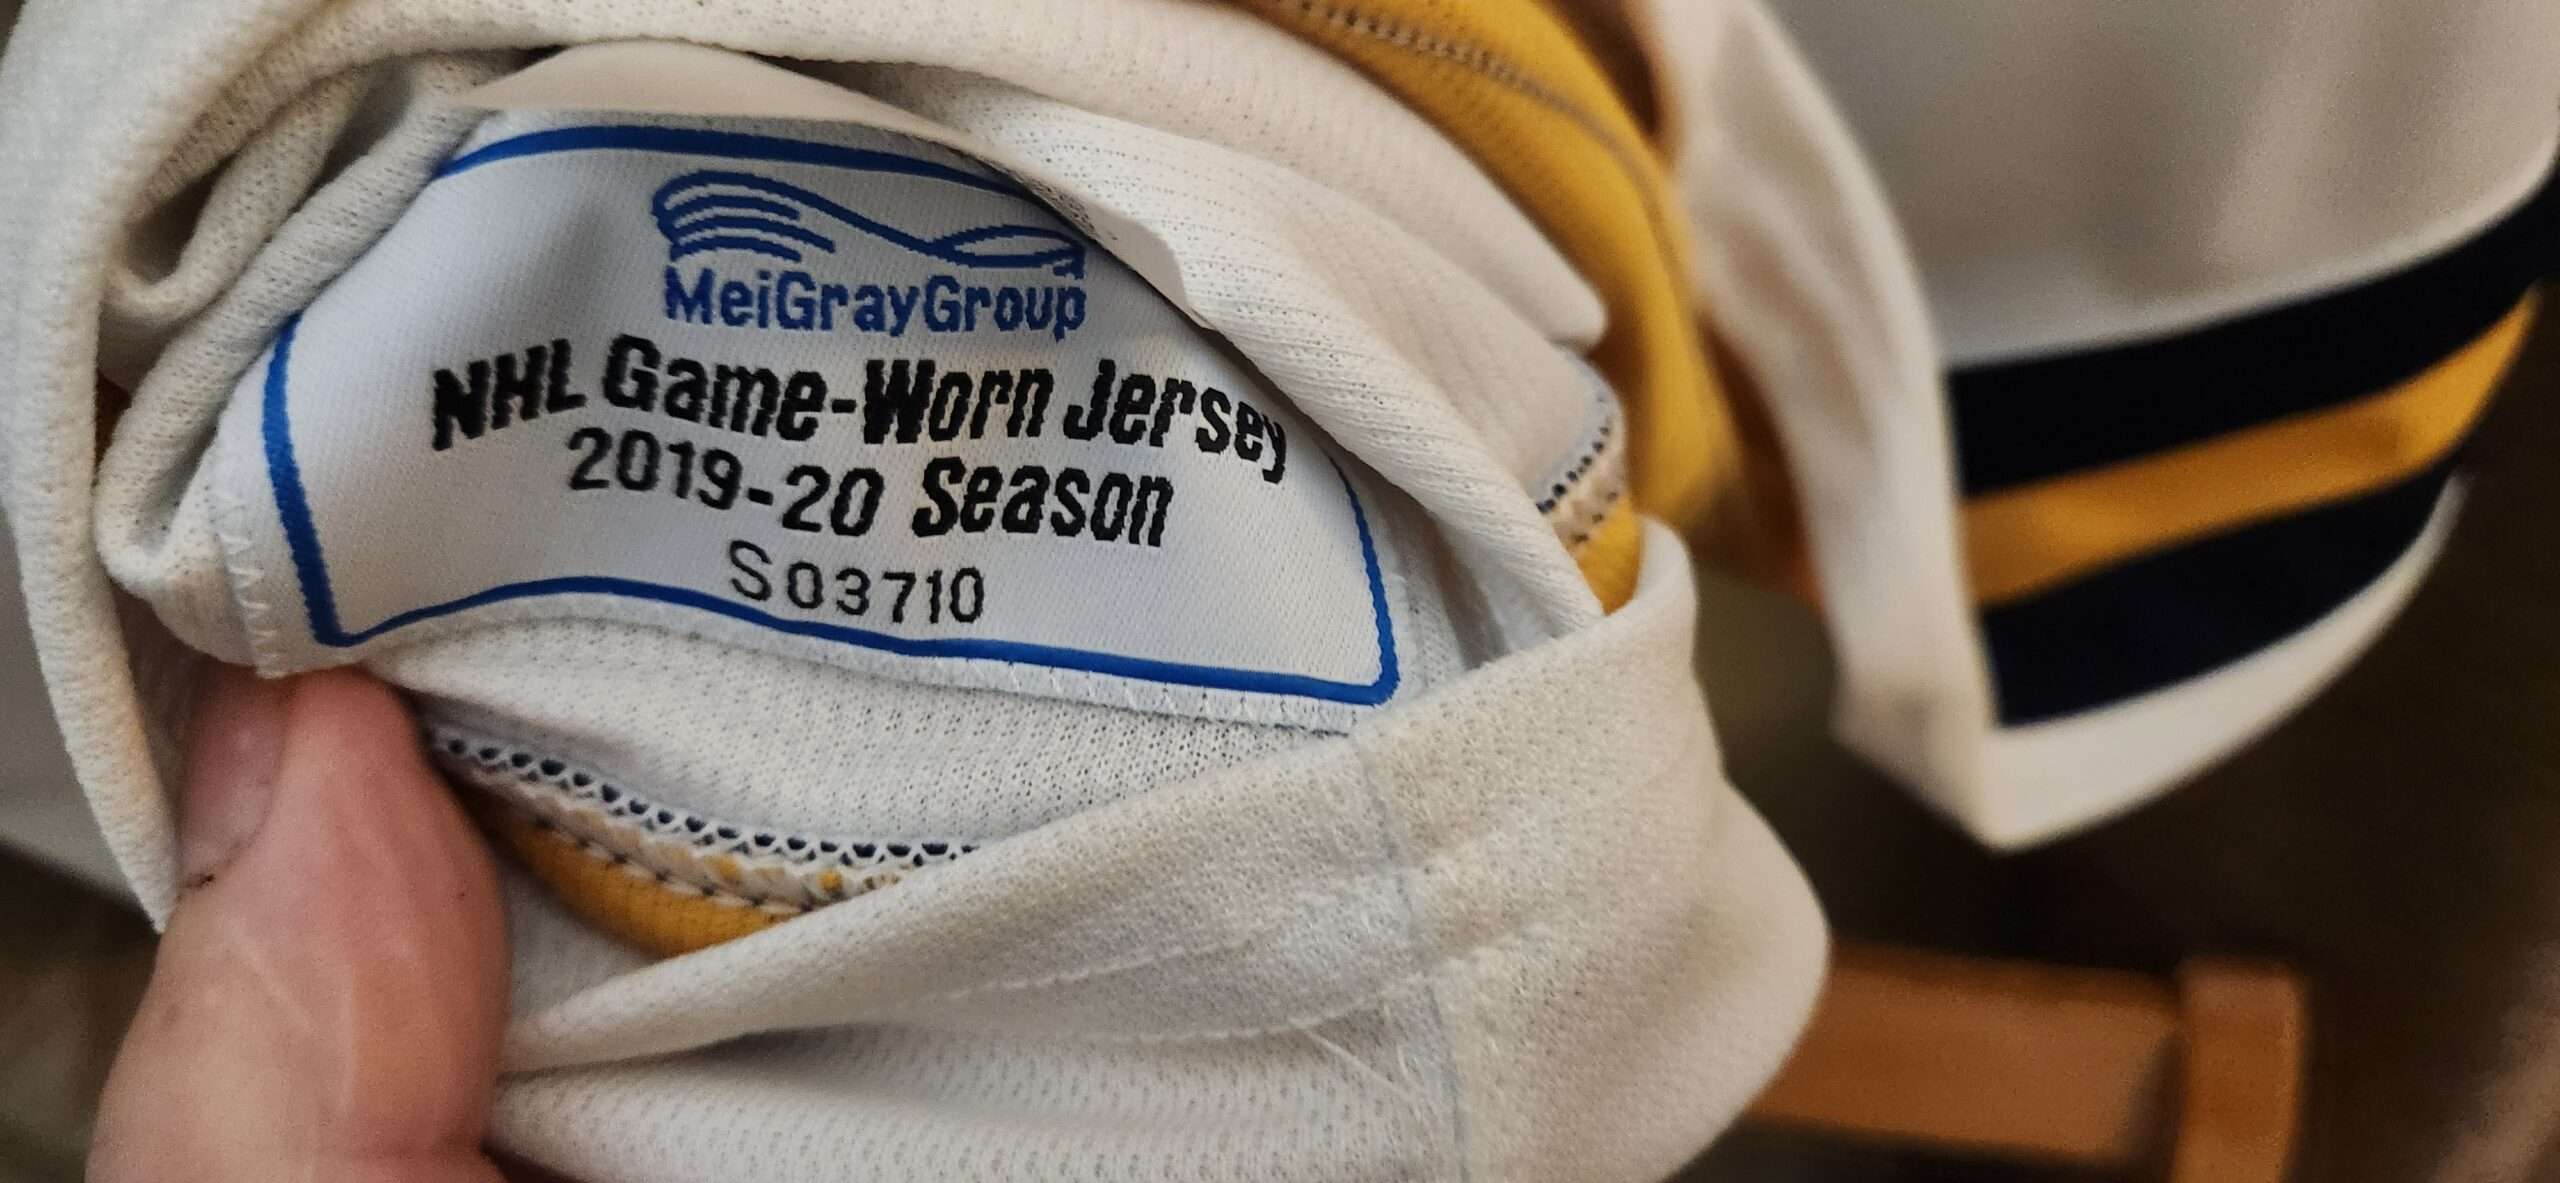 MeiGrayGroup
NHL Game-Worn Jersey
2019-20 Season
S03710